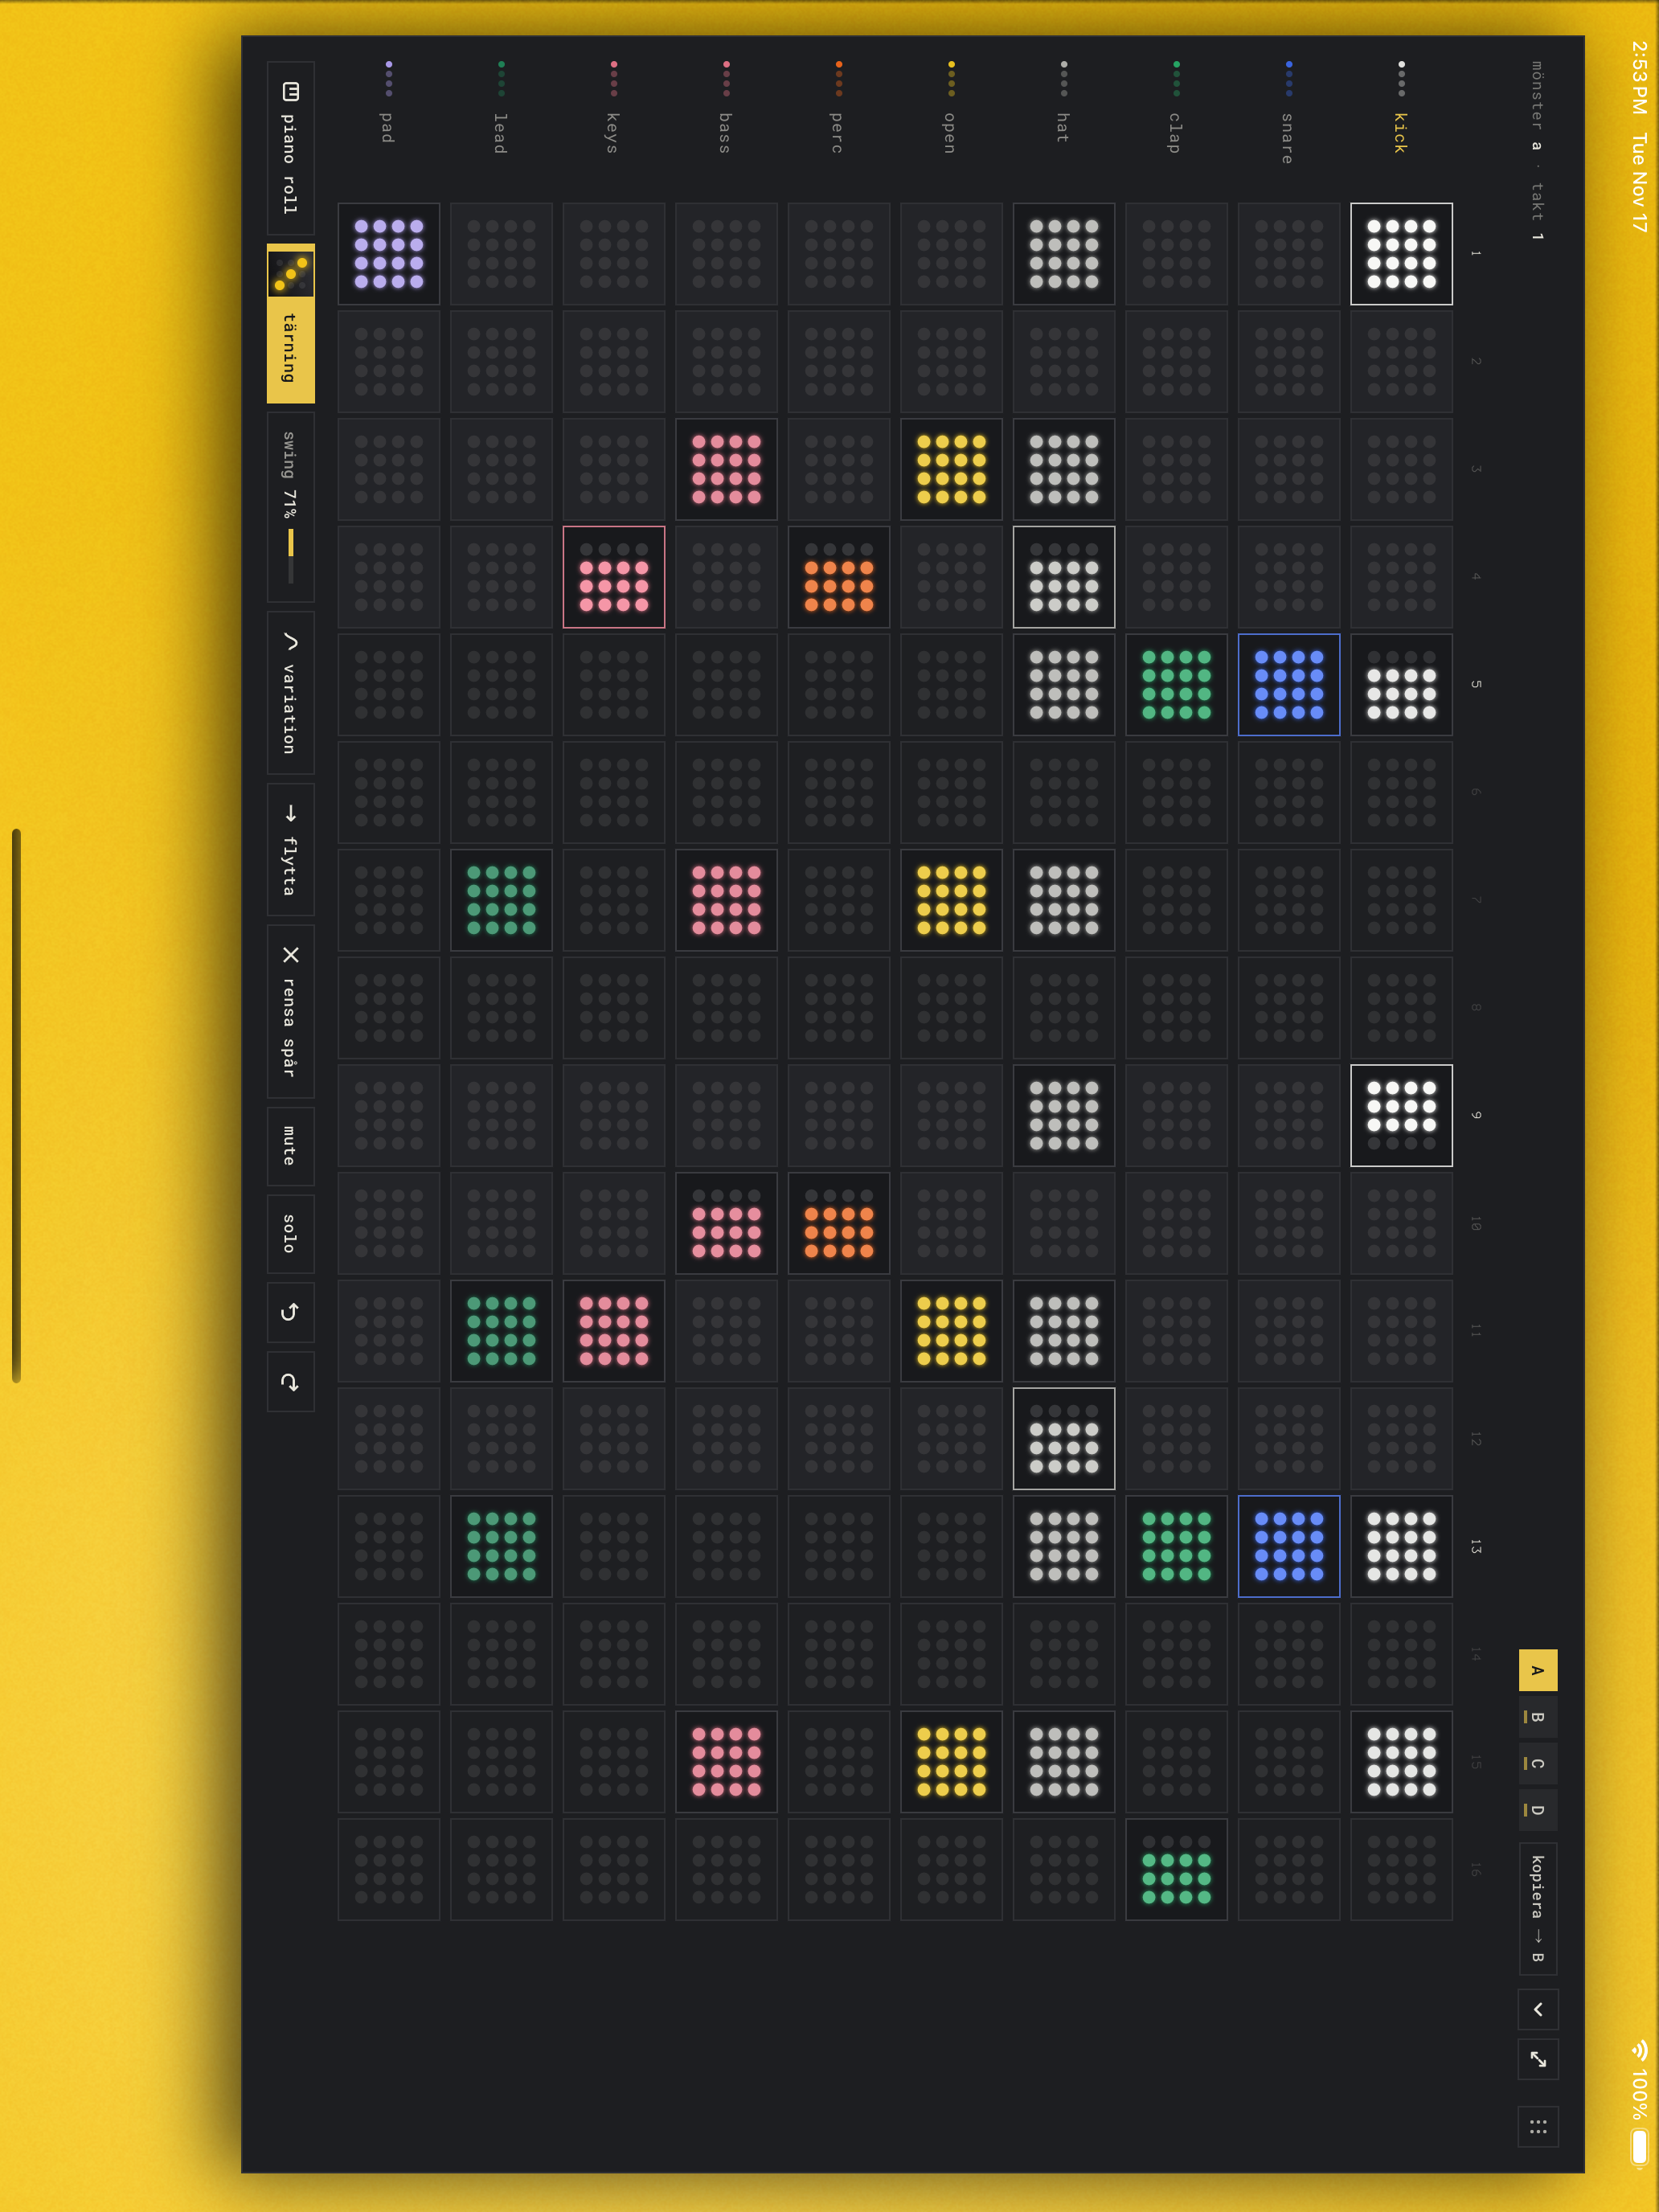 2:53 PM Tue Nov 17
100%
mönster a · takt 1
A B C D kopiera → B
1 2 3 4 5 6 7 8 9 10 11 12 13 14 15 16
kick
snare
clap
hat
open
perc
bass
keys
lead
pad
piano roll tärning swing 71% variation → flytta × rensa spår mute solo